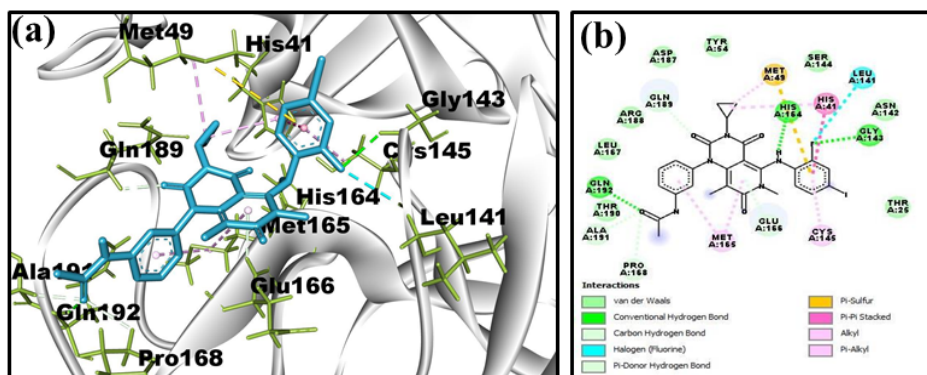 (a)
Met49
His41
Gly143
Gln189
Cys145
His164
Met165
Leu141
Glu166
Gln192
Pro168
(b)
TYR
A:54
ASP
A:187
MET
A:49
SER
A:144
LEU
A:141
GLN
A:189
HIS
A:164
HIS
A:41
ASN
A:142
ARG
A:188
GLY
A:143
LEU
A:167
GLN
A:192
THR
A:190
ALA
A:191
GLU
A:166
THR
A:25
MET
A:165
CYS
A:145
PRO
A:168
Interactions
van der Waals
Conventional Hydrogen Bond
Carbon Hydrogen Bond
Halogen (Fluorine)
Pi-Donor Hydrogen Bond
Pi-Sulfur
Pi-Pi Stacked
Alkyl
Pi-Alkyl